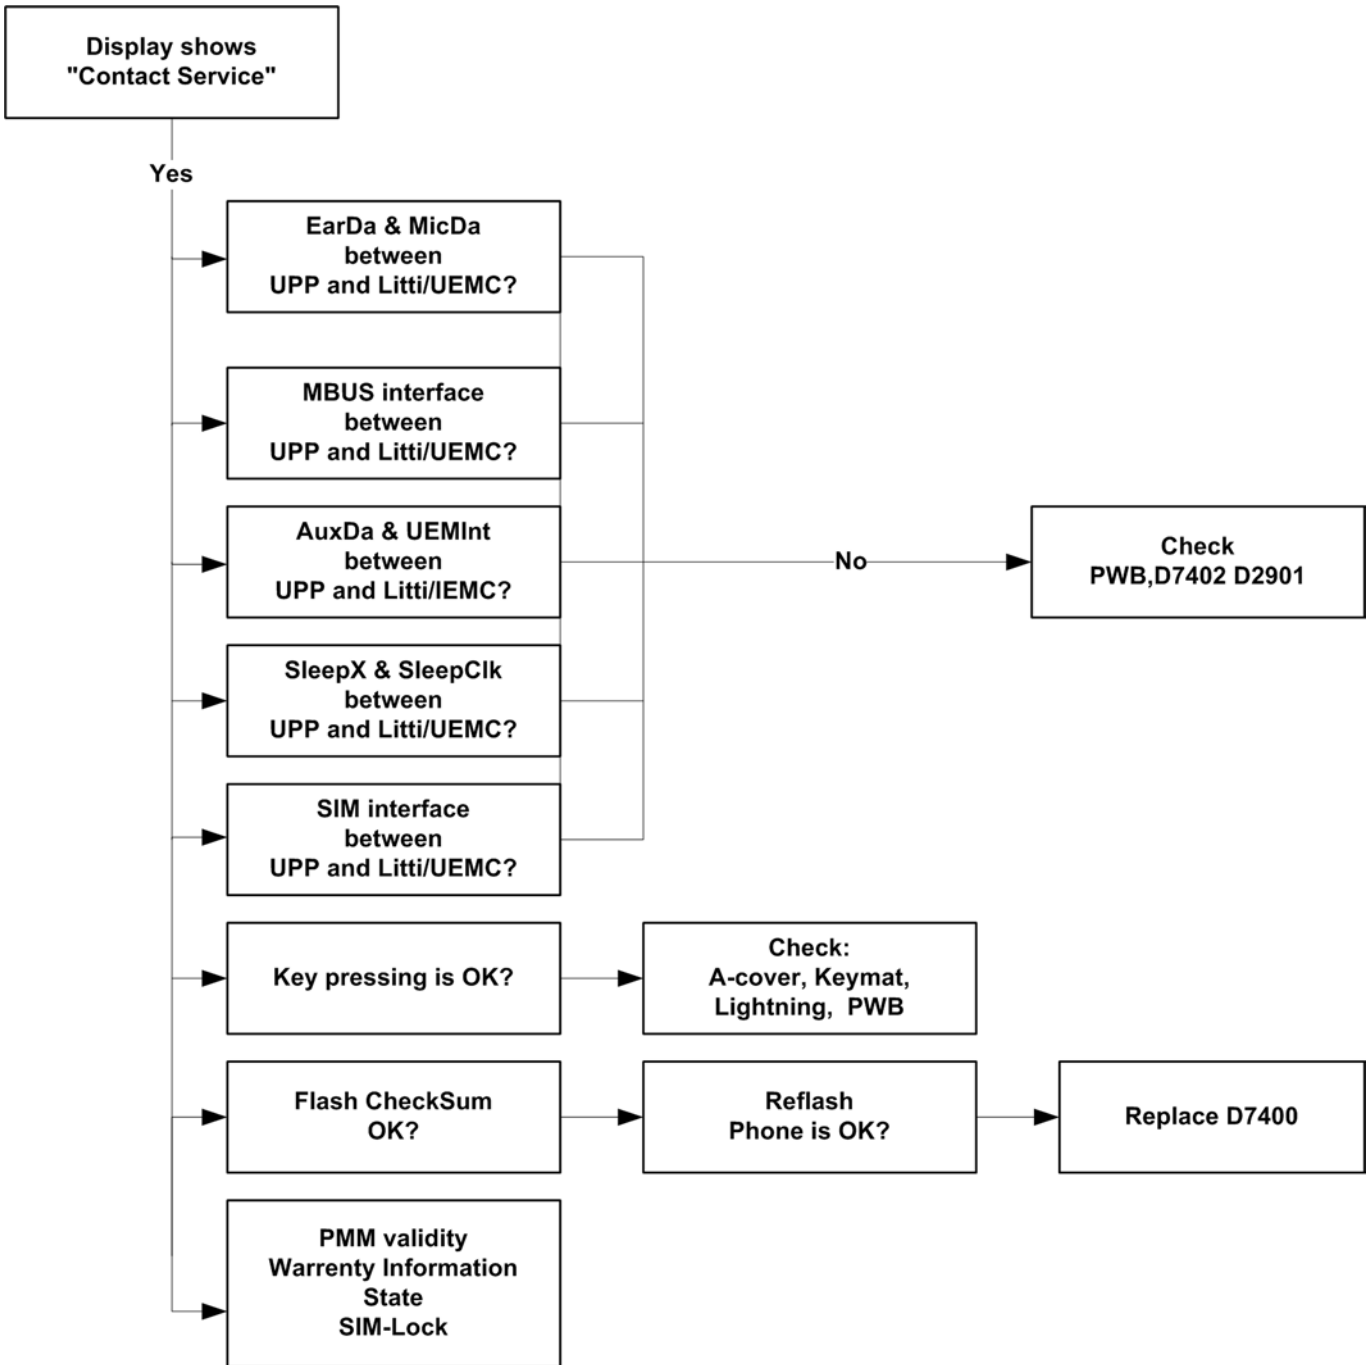 Display shows
"Contact Service"
Yes
EarDa & MicDa
between
UPP and Litti/UEMC?
MBUS interface
between
UPP and Litti/UEMC?
AuxDa & UEMInt
between
UPP and Litti/IEMC?
No
Check
PWB,D7402 D2901
SleepX & SleepClk
between
UPP and Litti/UEMC?
SIM interface
between
UPP and Litti/UEMC?
Key pressing is OK?
Check:
A-cover, Keymat,
Lightning, PWB
Flash CheckSum
OK?
Reflash
Phone is OK?
Replace D7400
PMM validity
Warrenty Information
State
SIM-Lock